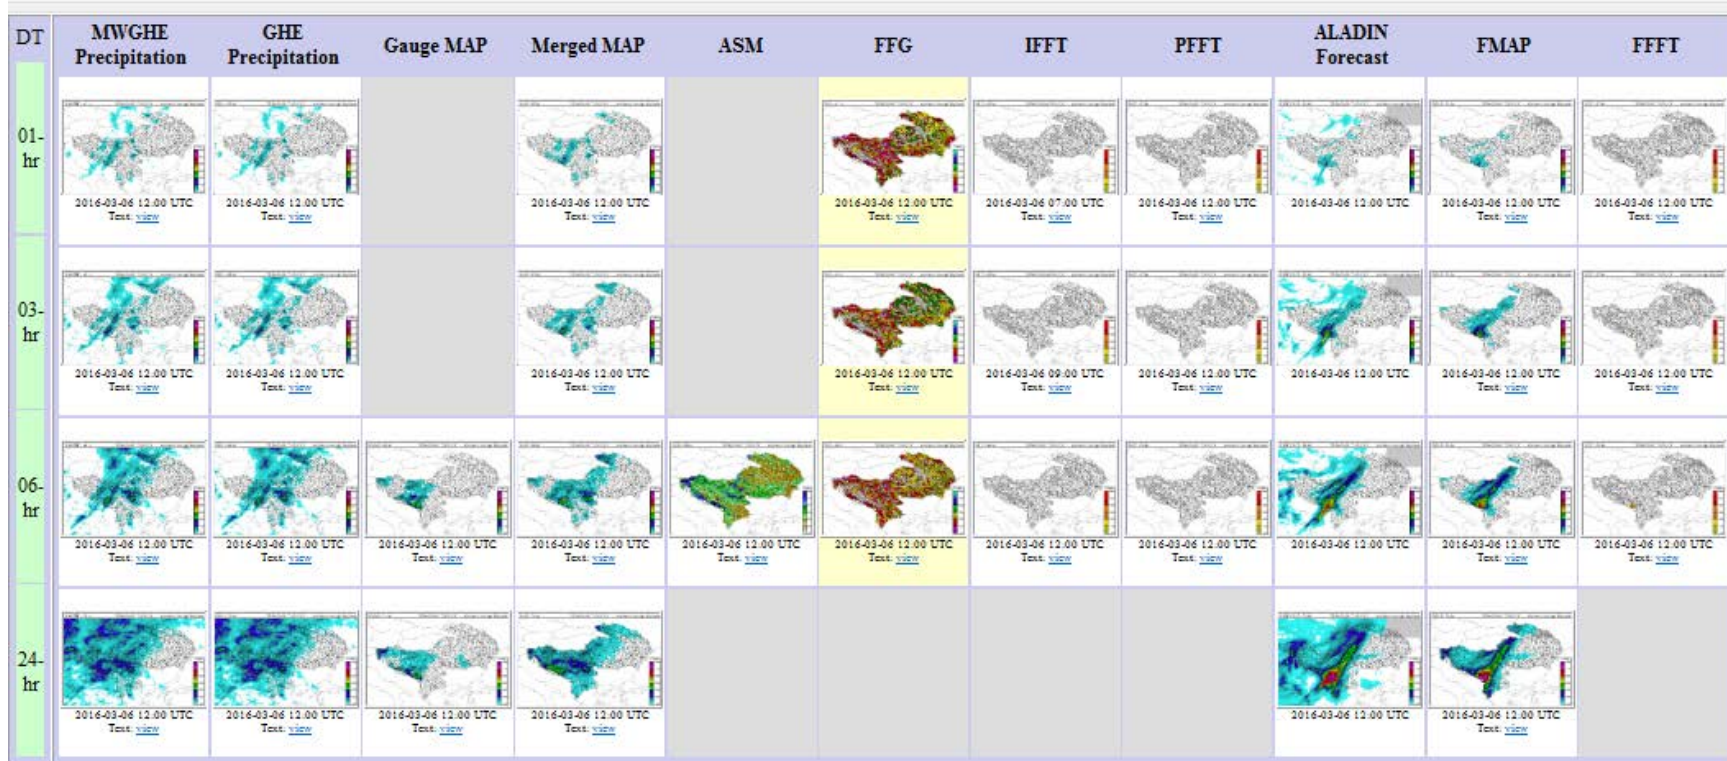 DT
MWGHE
Precipitation
GHE
Precipitation
Gauge MAP
Merged MAP
ASM
FFG
IFFT
PFFT
ALADIN
Forecast
FMAP
FFFT
01-
hr
2016-03-06 12:00 UTC
Text: view
2016-03-06 12:00 UTC
Text: view
2016-03-06 12:00 UTC
Text: view
2016-03-06 12:00 UTC
Text: view
2016-03-06 07:00 UTC
Text: view
2016-03-06 12:00 UTC
Text: view
2016-03-06 12:00 UTC
2016-03-06 12:00 UTC
Text: view
2016-03-06 12:00 UTC
Text: view
03-
hr
2016-03-06 12:00 UTC
Text: view
2016-03-06 12:00 UTC
Text: view
2016-03-06 12:00 UTC
Text: view
2016-03-06 12:00 UTC
Text: view
2016-03-06 09:00 UTC
Text: view
2016-03-06 12:00 UTC
Text: view
2016-03-06 12:00 UTC
2016-03-06 12:00 UTC
Text: view
2016-03-06 12:00 UTC
Text: view
06-
hr
2016-03-06 12:00 UTC
Text: view
2016-03-06 12:00 UTC
Text: view
2016-03-06 12:00 UTC
Text: view
2016-03-06 12:00 UTC
Text: view
2016-03-06 12:00 UTC
Text: view
2016-03-06 12:00 UTC
Text: view
2016-03-06 12:00 UTC
Text: view
2016-03-06 12:00 UTC
Text: view
2016-03-06 12:00 UTC
2016-03-06 12:00 UTC
Text: view
2016-03-06 12:00 UTC
Text: view
24-
hr
2016-03-06 12:00 UTC
Text: view
2016-03-06 12:00 UTC
Text: view
2016-03-06 12:00 UTC
Text: view
2016-03-06 12:00 UTC
Text: view
2016-03-06 12:00 UTC
2016-03-06 12:00 UTC
Text: view